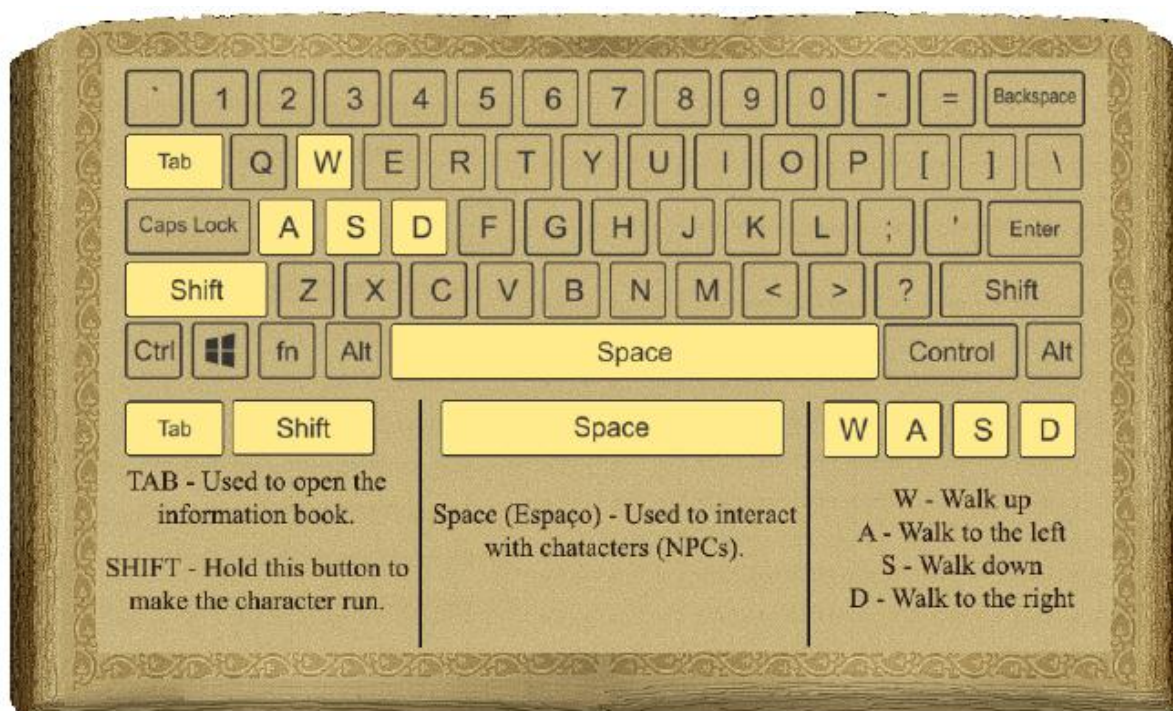 ` 1 2 3 4 5 6 7 8 9 0 - = Backspace
Tab Q W E R T Y U I O P [ ] \
Caps Lock A S D F G H J K L ; ' Enter
Shift Z X C V B N M < > ? Shift
Ctrl fn Alt Space Control Alt
Tab Shift
TAB - Used to open the
information book.
SHIFT - Hold this button to
make the character run.
Space
Space (Espaço) - Used to interact
with chatacters (NPCs).
W A S D
W - Walk up
A - Walk to the left
S - Walk down
D - Walk to the right